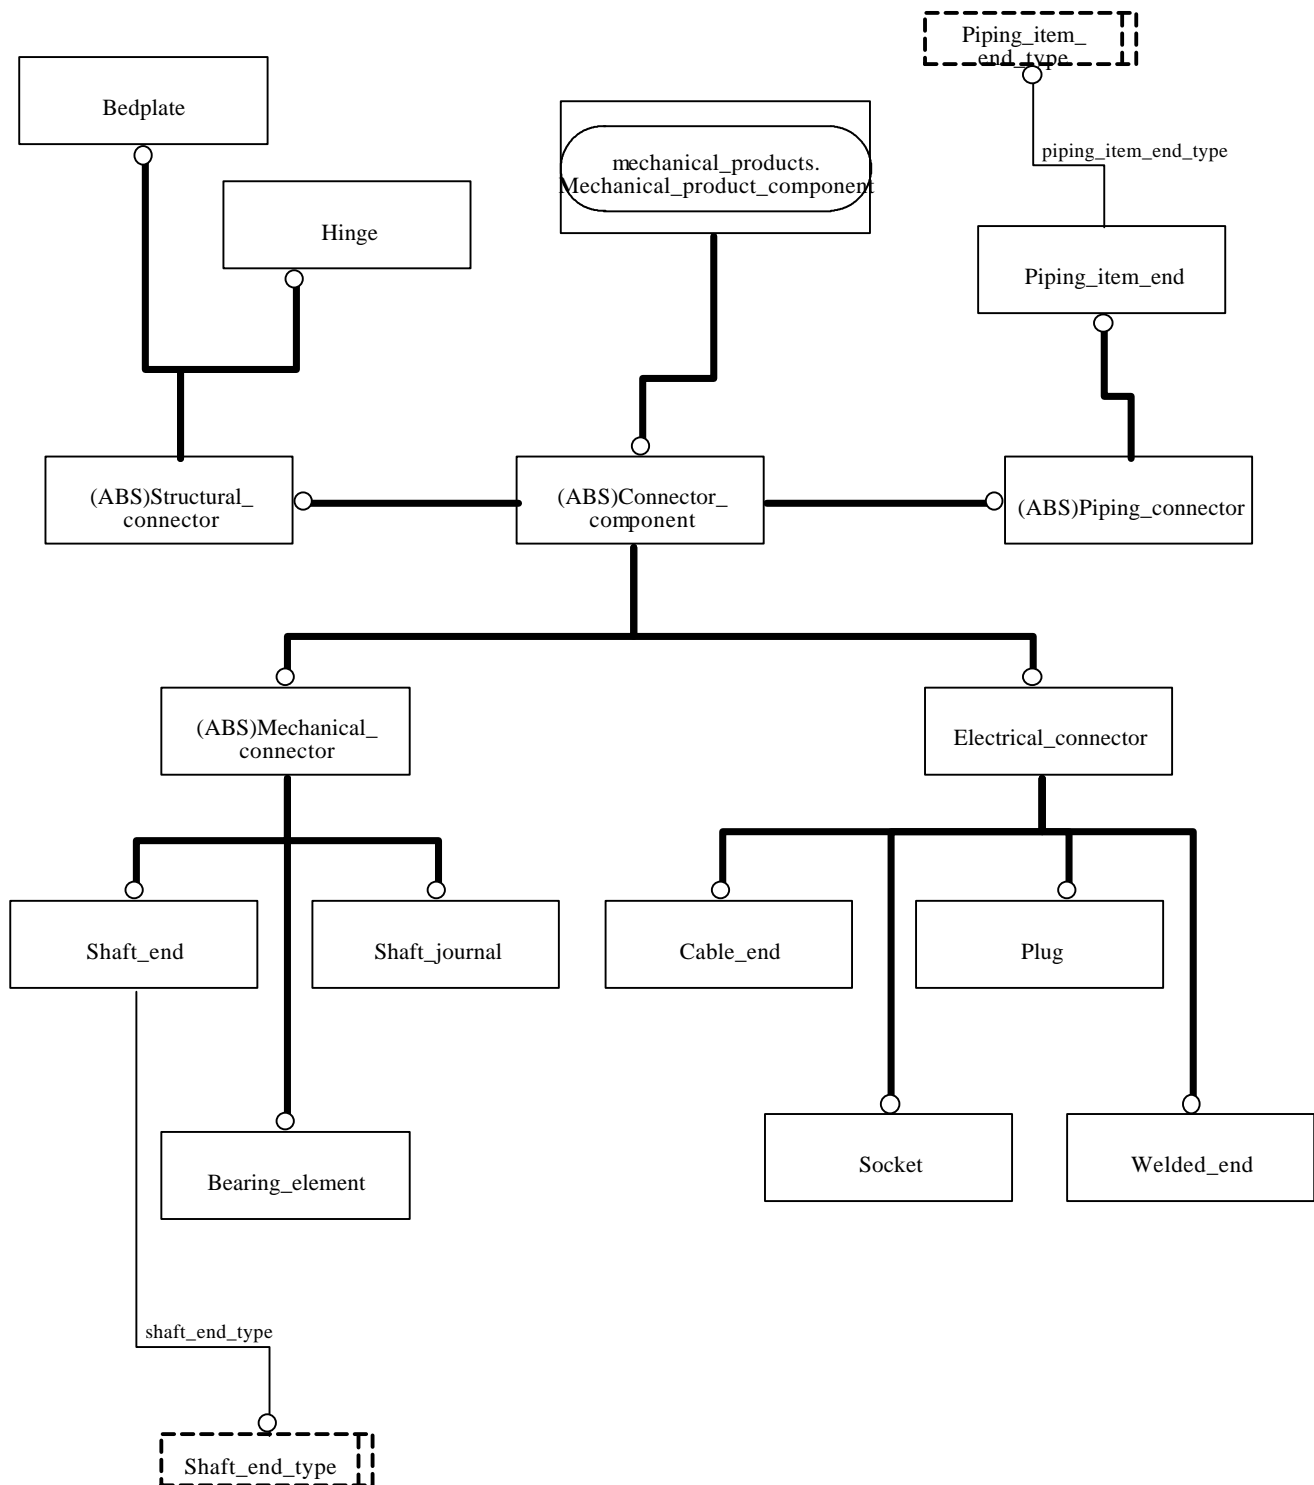 Piping_item_
end_type
Bedplate
mechanical_products.
Mechanical_product_component
piping_item_end_type
Hinge
Piping_item_end
(ABS)Structural_
connector
(ABS)Connector_
component
(ABS)Piping_connector
(ABS)Mechanical_
connector
Electrical_connector
Shaft_end
Shaft_journal
Cable_end
Plug
Bearing_element
Socket
Welded_end
shaft_end_type
Shaft_end_type